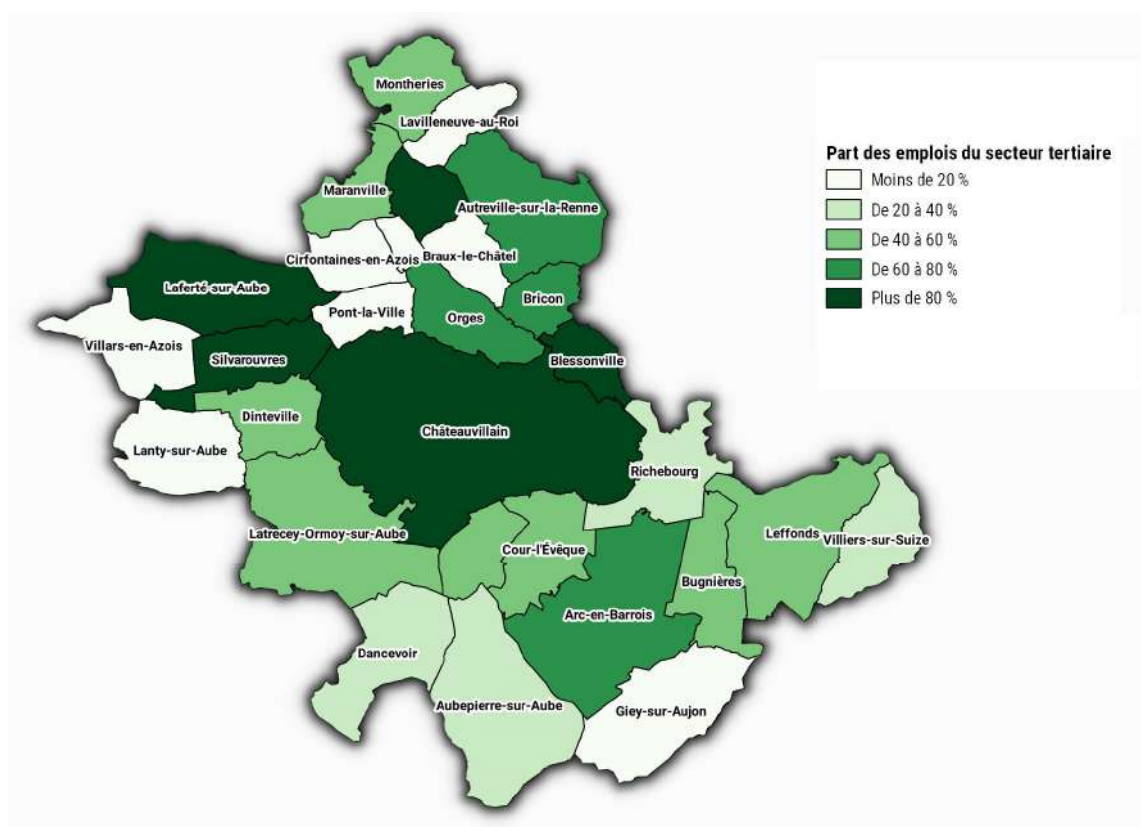 Montheries
Lavilleneuve-au-Roi
Part des emplois du secteur tertiaire
Moins de 20 %
De 20 à 40 %
De 40 à 60 %
De 60 à 80 %
Plus de 80 %
Maranville
Autreville-sur-la-Renne
Cirfontaines-en-Azois
Braux-le-Châtel
Laferté-sur-Aube
Bricon
Pont-la-Ville
Orges
Villars-en-Azois
Silvarouvres
Blessonville
Dinteville
Châteauvillain
Lanty-sur-Aube
Richebourg
Latrecey-Ormoy-sur-Aube
Leffonds
Villiers-sur-Suize
Cour-l'Évêque
Bugnières
Arc-en-Barrois
Dancevoir
Aubepierre-sur-Aube
Giey-sur-Aujon